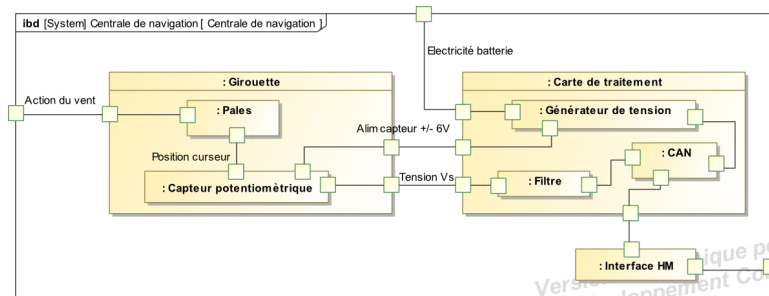 ibd [System] Centrale de navigation [ Centrale de navigation ]
Electricité batterie
: Girouette
: Carte de traitement
Action du vent
: Pales
: Générateur de tension
Alim capteur +/- 6V
Position curseur
: CAN
: Capteur potentiomètrique
Tension Vs
: Filtre
: Interface HM